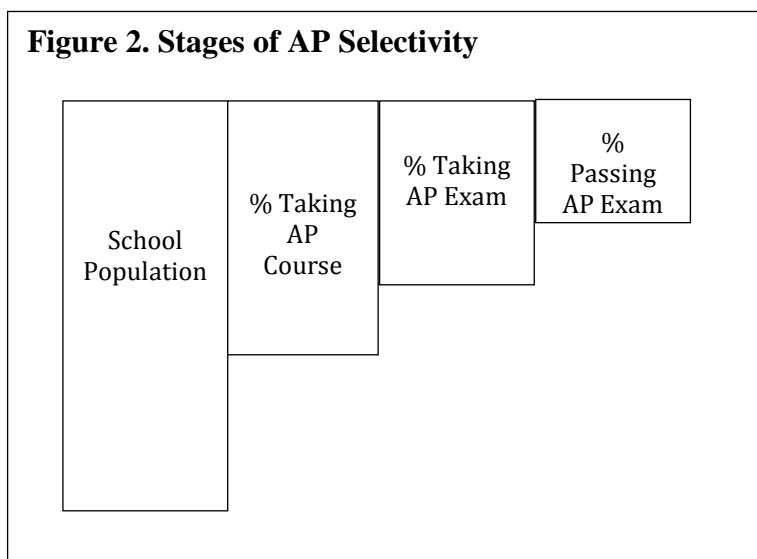 Figure 2. Stages of AP Selectivity
School
Population
% Taking
AP
Course
% Taking
AP Exam
%
Passing
AP Exam